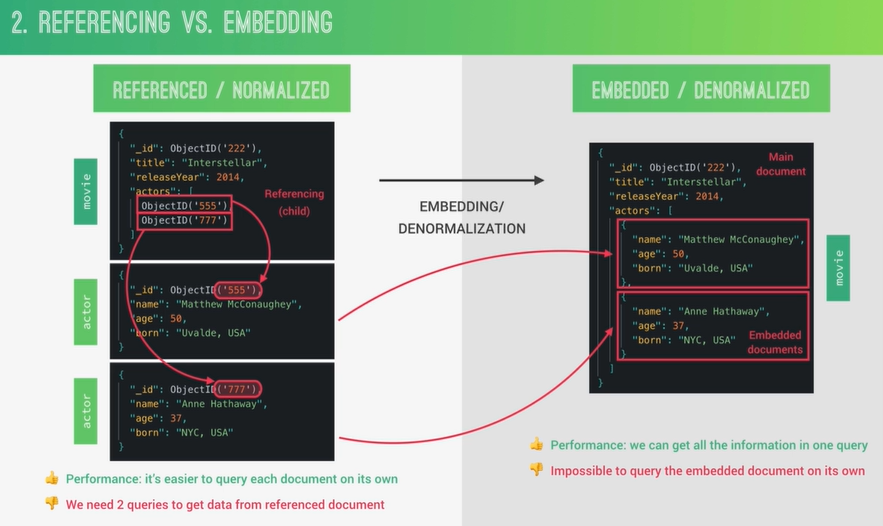 2. REFERENCING VS. EMBEDDING
REFERENCED / NORMALIZED
movie
{
"_id": ObjectID('222'),
"title": "Interstellar",
"releaseYear": 2014,
"actors": [
ObjectID('555')
ObjectID('777')
]
}
Referencing
(child)
actor
{
"_id": ObjectID('555'),
"name": "Matthew McConaughey",
"age": 50,
"born": "Uvalde, USA"
}
actor
{
"_id": ObjectID('777'),
"name": "Anne Hathaway",
"age": 37,
"born": "NYC, USA"
}
👍 Performance: it's easier to query each document on its own
👎 We need 2 queries to get data from referenced document
EMBEDDING/
DENORMALIZATION
EMBEDDED / DENORMALIZED
{
"_id": ObjectID('222'),
"title": "Interstellar",
"releaseYear": 2014,
"actors": [
{
"name": "Matthew McConaughey",
"age": 50,
"born": "Uvalde, USA"
},
{
"name": "Anne Hathaway",
"age": 37,
"born": "NYC, USA"
}
]
}
Main
document
Embedded
documents
movie
👍 Performance: we can get all the information in one query
👎 Impossible to query the embedded document on its own